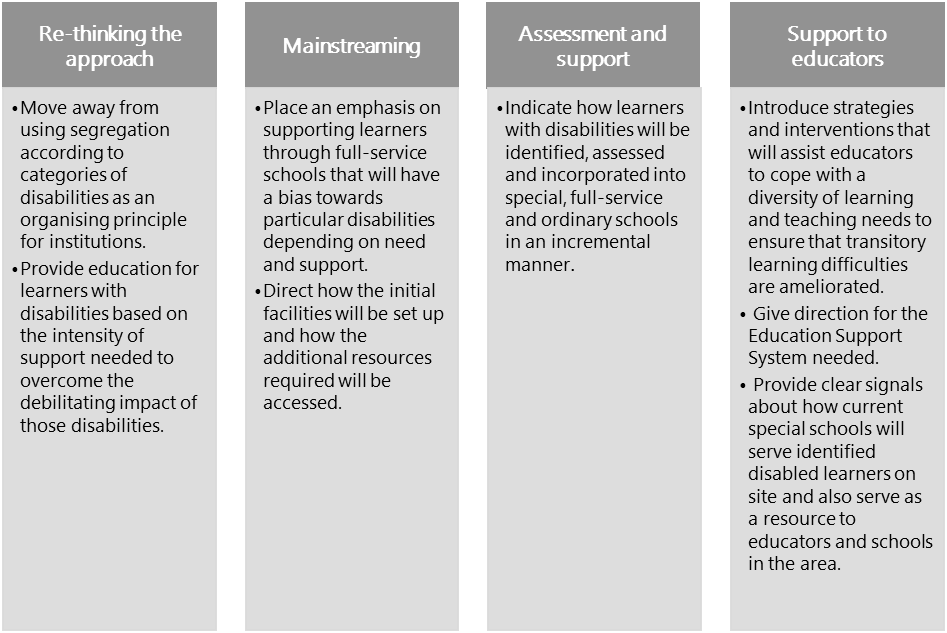 Re-thinking the
approach
•Move away from
using segregation
according to
categories of
disabilities as an
organising principle
for institutions.
•Provide education for
learners with
disabilities based on
the intensity of
support needed to
overcome the
debilitating impact of
those disabilities.
Mainstreaming
•Place an emphasis on
supporting learners
through full-service
schools that will have
a bias towards
particular disabilities
depending on need
and support.
•Direct how the initial
facilities will be set up
and how the
additional resources
required will be
accessed.
Assessment and
support
•Indicate how learners
with disabilities will be
identified, assessed
and incorporated into
special, full-service
and ordinary schools
in an incremental
manner.
Support to
educators
•Introduce strategies
and interventions that
will assist educators
to cope with a
diversity of learning
and teaching needs to
ensure that transitory
learning difficulties
are ameliorated.
• Give direction for the
Education Support
System needed.
• Provide clear signals
about how current
special schools will
serve identified
disabled learners on
site and also serve as
a resource to
educators and schools
in the area.